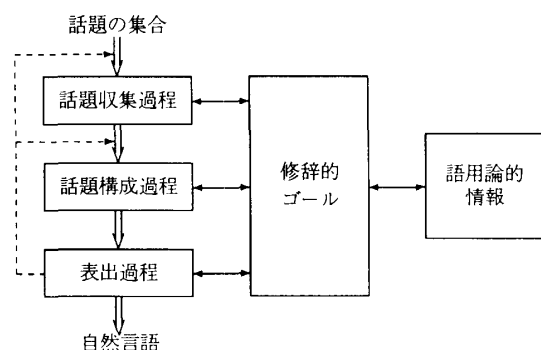 話題の集合
話題収集過程
話題構成過程
表出過程
自然言語
修辞的
ゴール
語用論的
情報